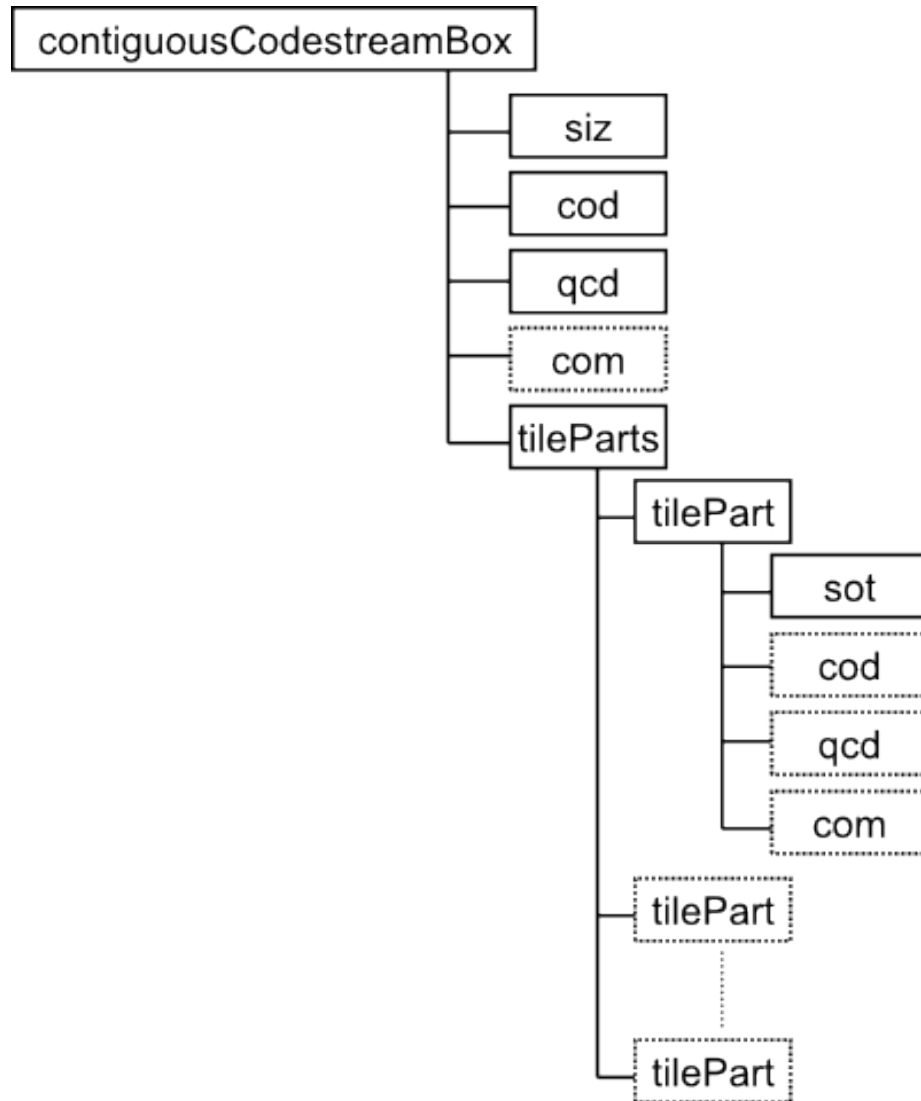 contiguousCodestreamBox
siz
cod
qcd
com
tileParts
tilePart
sot
cod
qcd
com
tilePart
tilePart